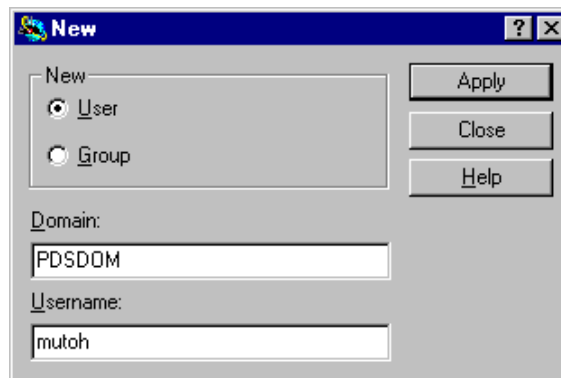 New
New
User
Group
Apply
Close
Help
Domain:
PDSDOM
Username:
mutoh